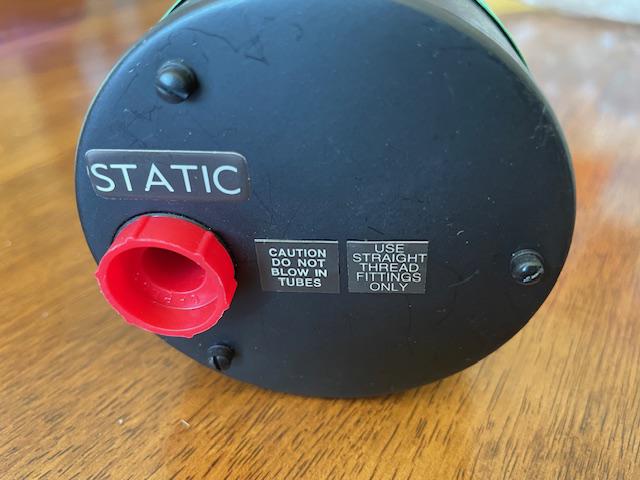 STATIC
CAUTION
DO NOT
BLOW IN
TUBES
USE
STRAIGHT
THREAD
FITTINGS
ONLY